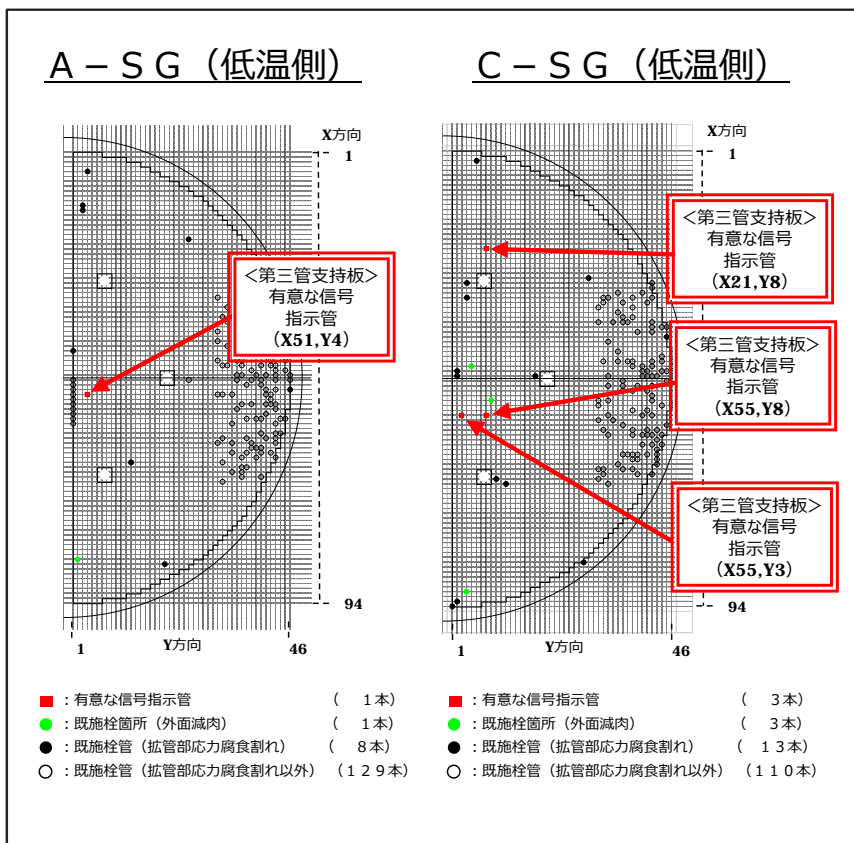 A－SG（低温側）
X方向
1
＜第三管支持板＞
有意な信号
指示管
（X51,Y4）
94
1
Y方向
46
■：有意な信号指示管　（　1本）
●：既施栓箇所（外面減肉）　（　1本）
●：既施栓管（拡管部応力腐食割れ）　（　8本）
○：既施栓管（拡管部応力腐食割れ以外）（129本）
C－SG（低温側）
X方向
1
＜第三管支持板＞
有意な信号
指示管
（X21,Y8）
＜第三管支持板＞
有意な信号
指示管
（X55,Y8）
＜第三管支持板＞
有意な信号
指示管
（X55,Y3）
94
1
Y方向
46
■：有意な信号指示管　（　3本）
●：既施栓箇所（外面減肉）　（　3本）
●：既施栓管（拡管部応力腐食割れ）　（13本）
○：既施栓管（拡管部応力腐食割れ以外）（110本）